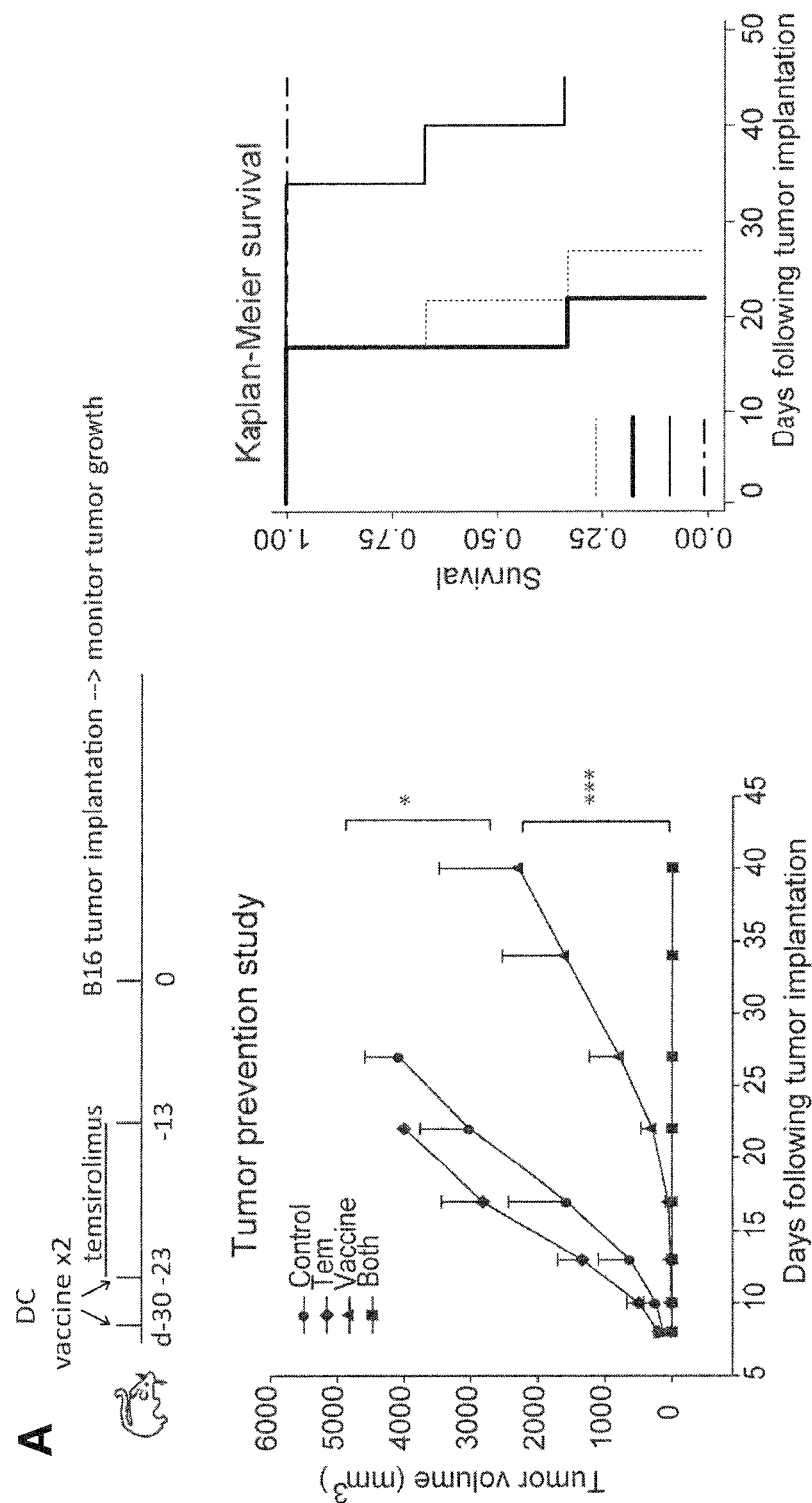 A
DC
vaccine x2
temsirolimus
d-30 -23 -13 0
B16 tumor implantation --> monitor tumor growth
Tumor prevention study
Control
Tem
Vaccine
Both
*
***
Tumor volume (mm3)
6000
5000
4000
3000
2000
1000
0
5 10 15 20 25 30 35 40 45
Days following tumor implantation
Kaplan-Meier survival
Survival
1.00
0.75
0.50
0.25
0.00
0 10 20 30 40 50
Days following tumor implantation